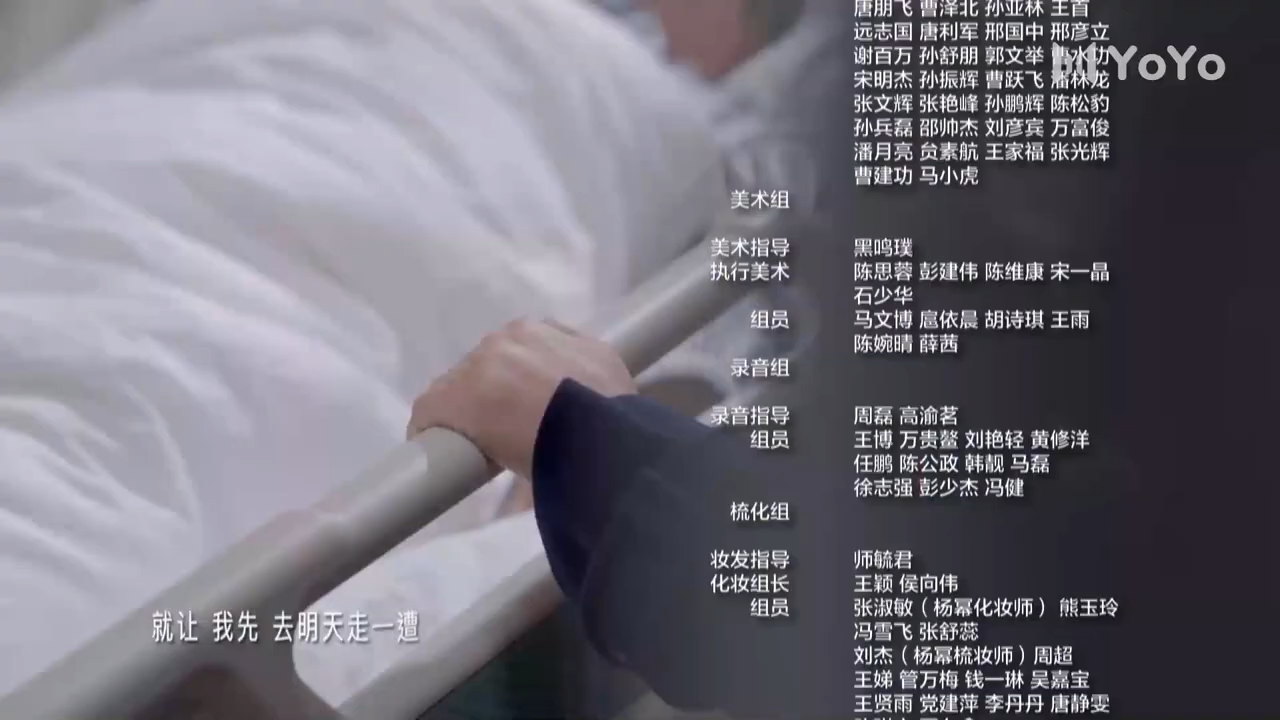 唐朋飞 曹泽北 孙亚林 王首
远志国 唐利军 邢国中 邢彦立
谢百万 孙舒朋 郭文举 曹水功
YoYo
宋明杰 孙振辉 曹跃飞 潘林龙
张文辉 张艳峰 孙鹏辉 陈松豹
孙兵磊 邵帅杰 刘彦宾 万富俊
潘月亮 贠素航 王家福 张光辉
曹建功 马小虎
美术组
美术指导 黑鸣璞
执行美术 陈思蓉 彭建伟 陈维康 宋一晶
石少华
组员 马文博 扈依晨 胡诗琪 王雨
陈婉晴 薛茜
录音组
录音指导 周磊 高渝茗
组员 王博 万贵鳌 刘艳轻 黄修洋
任鹏 陈公政 韩靓 马磊
徐志强 彭少杰 冯健
梳化组
妆发指导 师毓君
化妆组长 王颖 侯向伟
组员 张淑敏（杨幂化妆师） 熊玉玲
冯雪飞 张舒蕊
刘杰（杨幂梳妆师）周超
王娣 管万梅 钱一琳 吴嘉宝
王贤雨 党建萍 李丹丹 唐静雯
就让 我先 去明天走一遭